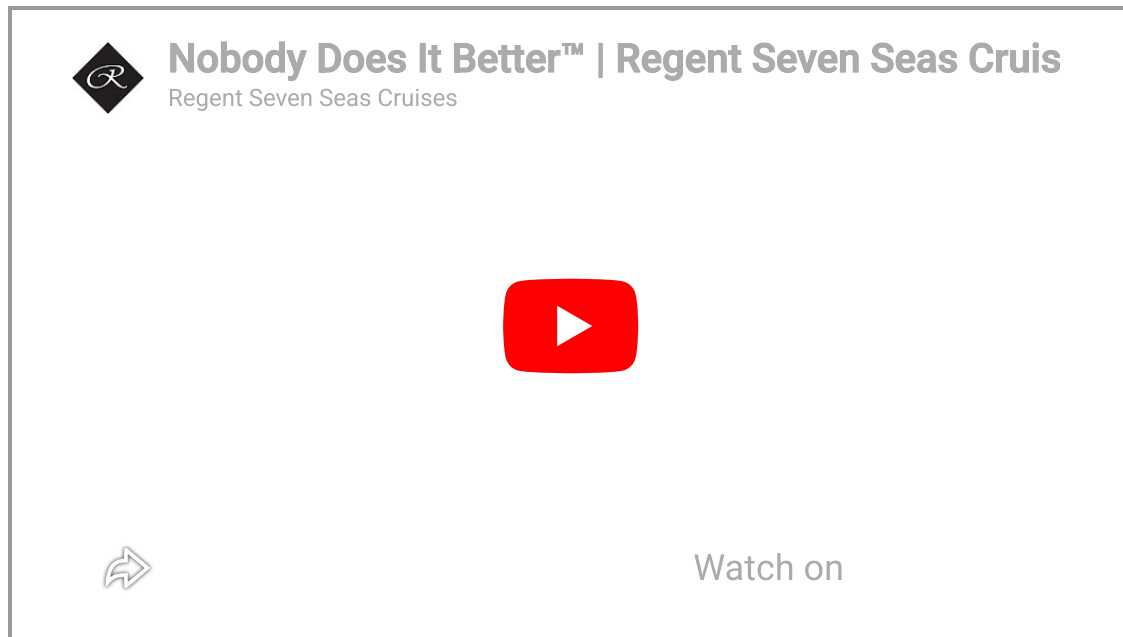 Nobody Does It Better™ | Regent Seven Seas Cruis
Regent Seven Seas Cruises
R
Watch on